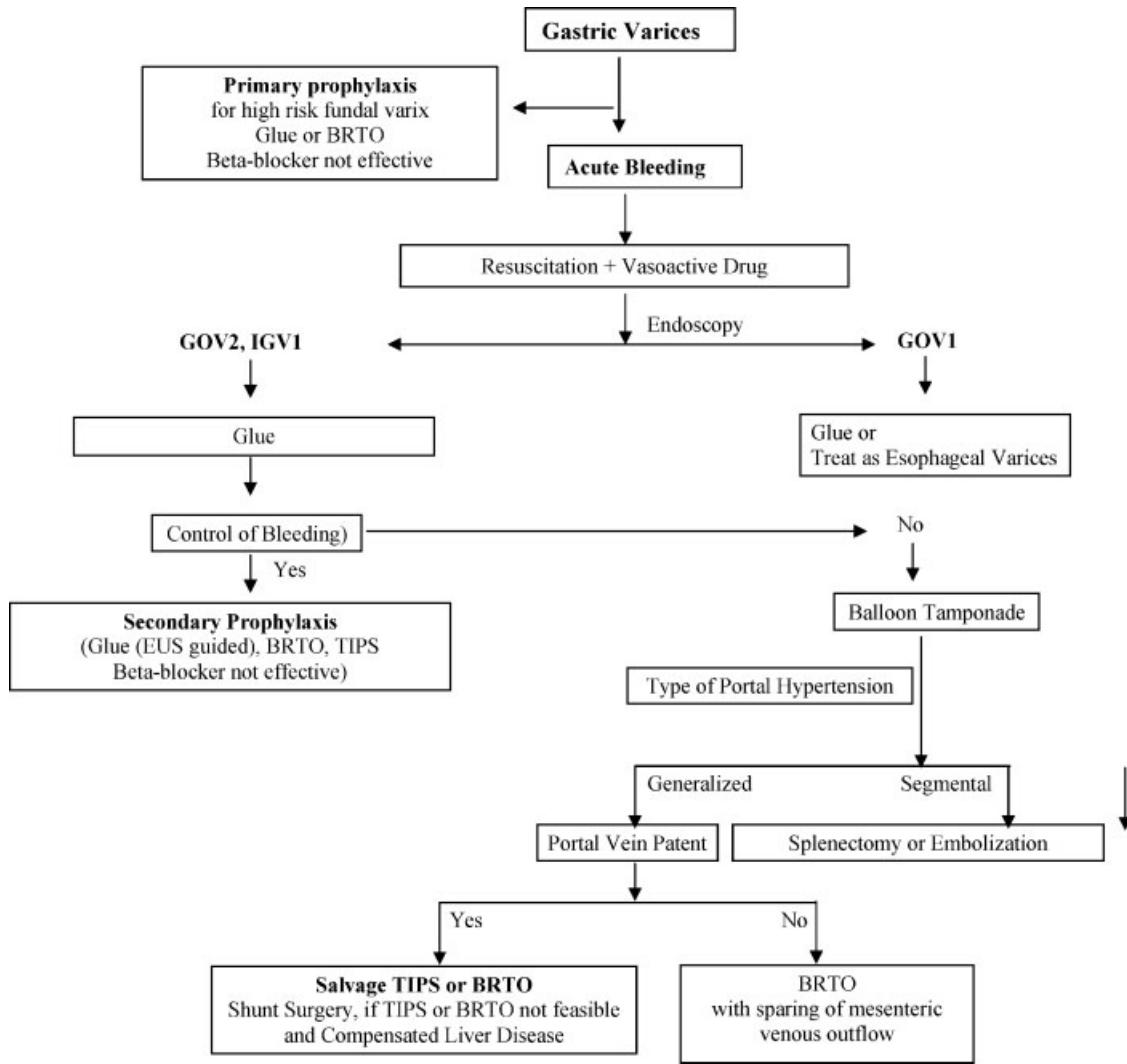 Gastric Varices
Primary prophylaxis
for high risk fundal varix
Glue or BRTO
Beta-blocker not effective
Acute Bleeding
Resuscitation + Vasoactive Drug
Endoscopy
GOV2, IGV1
GOV1
Glue
Glue or
Treat as Esophageal Varices
Control of Bleeding)
No
Yes
Secondary Prophylaxis
(Glue (EUS guided), BRTO, TIPS
Beta-blocker not effective)
Balloon Tamponade
Type of Portal Hypertension
Generalized
Segmental
Portal Vein Patent
Splenectomy or Embolization
Yes
No
Salvage TIPS or BRTO
Shunt Surgery, if TIPS or BRTO not feasible
and Compensated Liver Disease
BRTO
with sparing of mesenteric
venous outflow